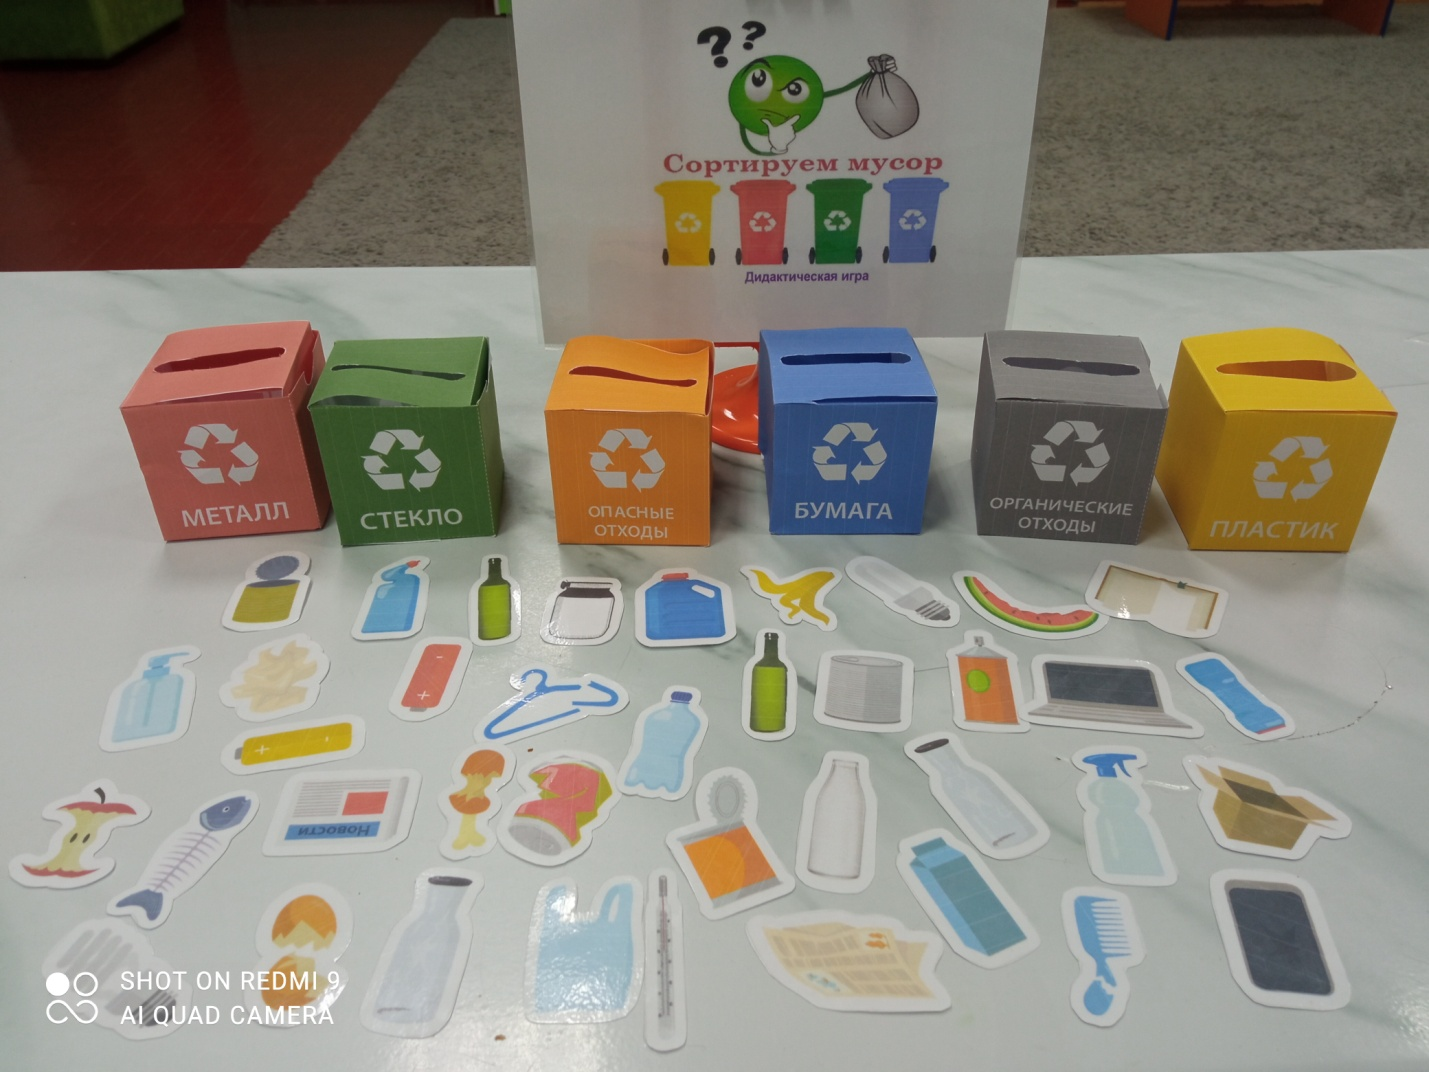 ? ?
Сортируем мусор
Дидактическая игра
МЕТАЛЛ
СТЕКЛО
ОПАСНЫЕ
ОТХОДЫ
БУМАГА
ОРГАНИЧЕСКИЕ
ОТХОДЫ
ПЛАСТИК
+
+
Новости
SHOT ON REDMI 9
AI QUAD CAMERA